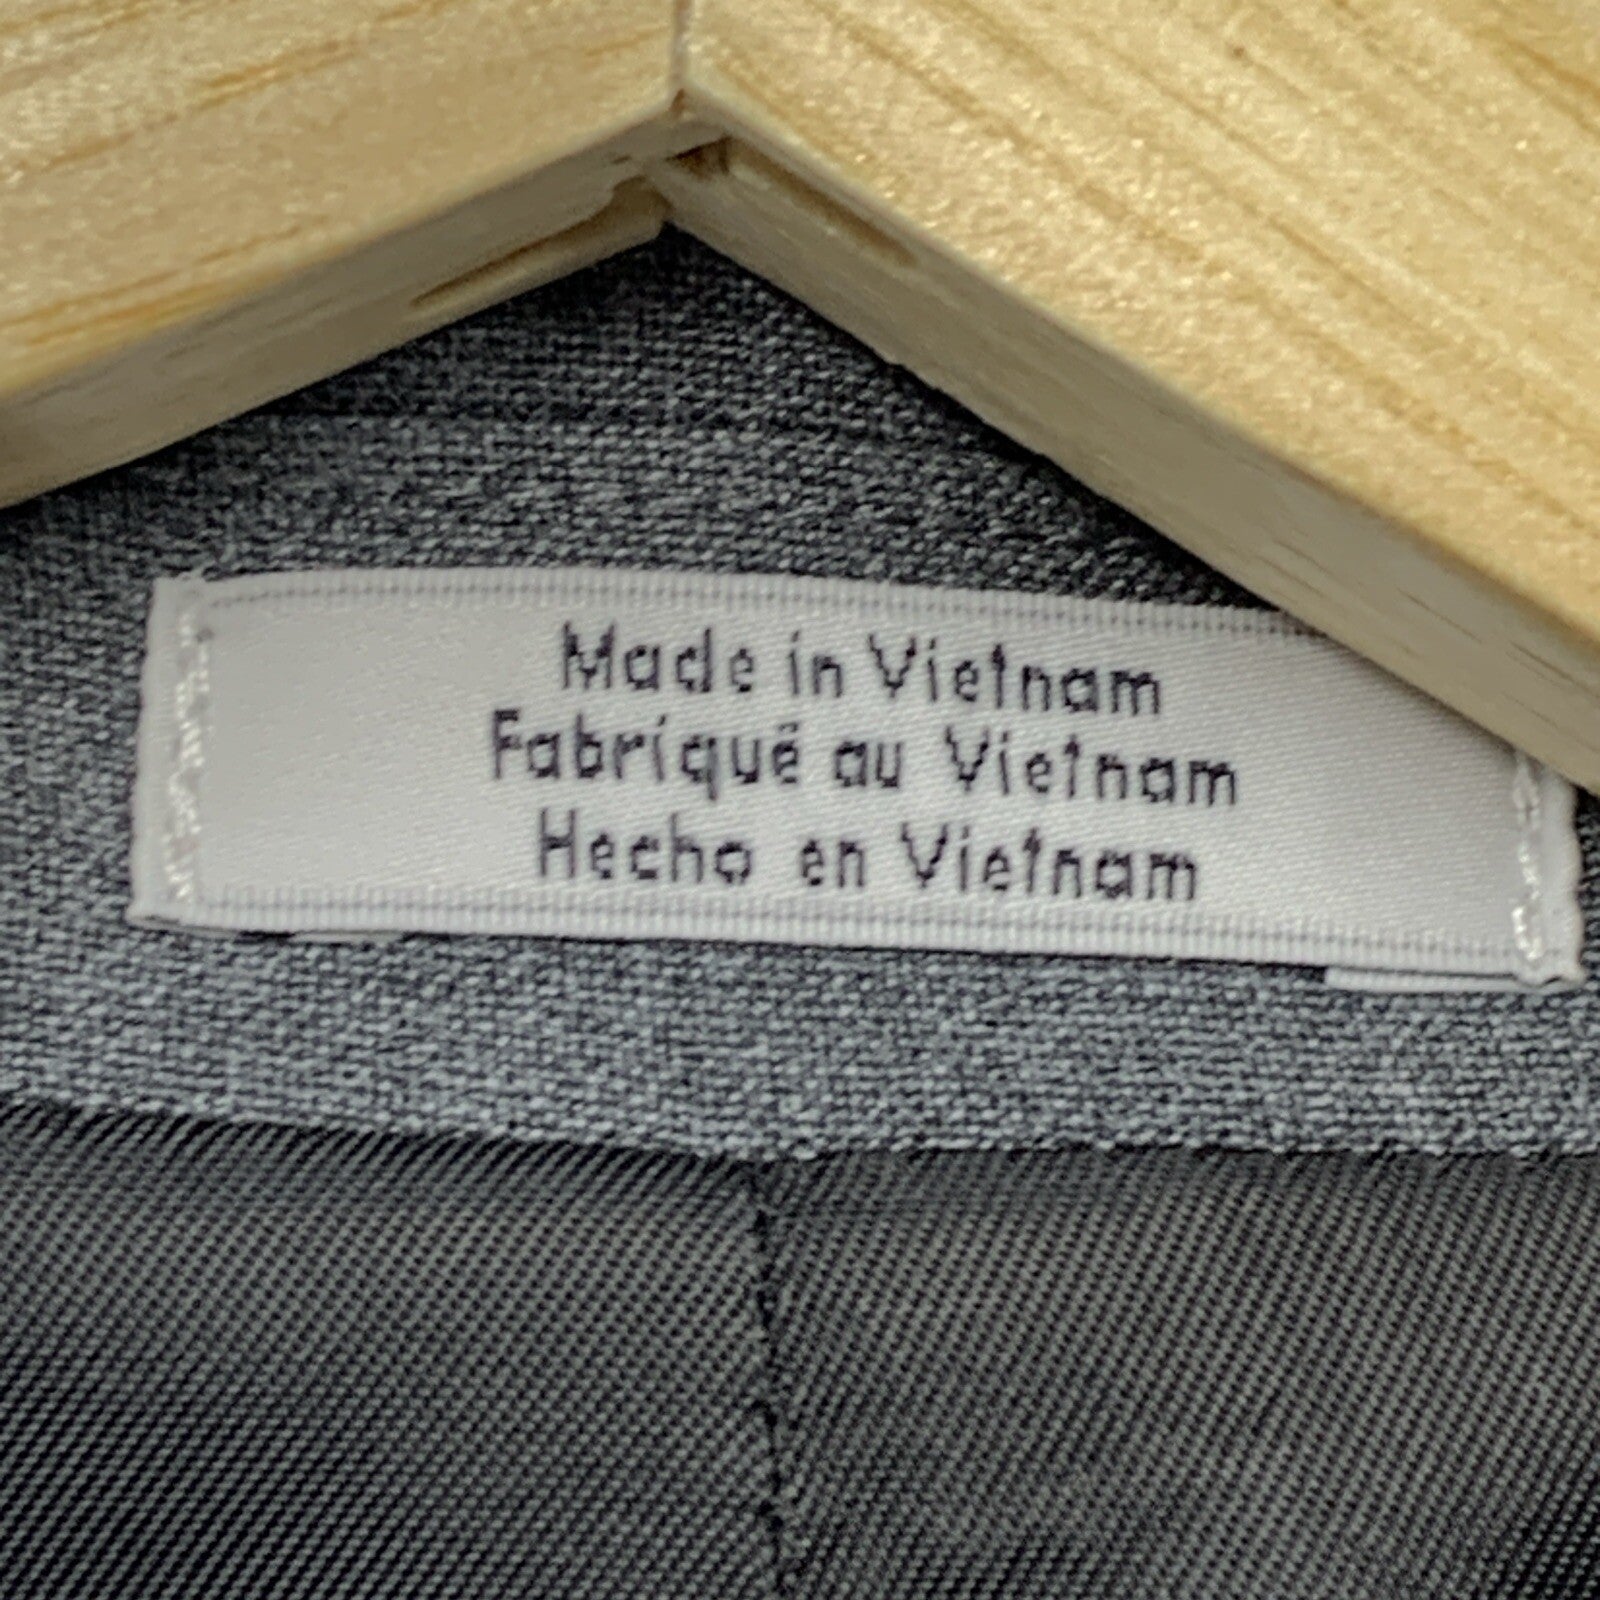 Made in Vietnam
Fabriqué au Vietnam
Hecho en Vietnam